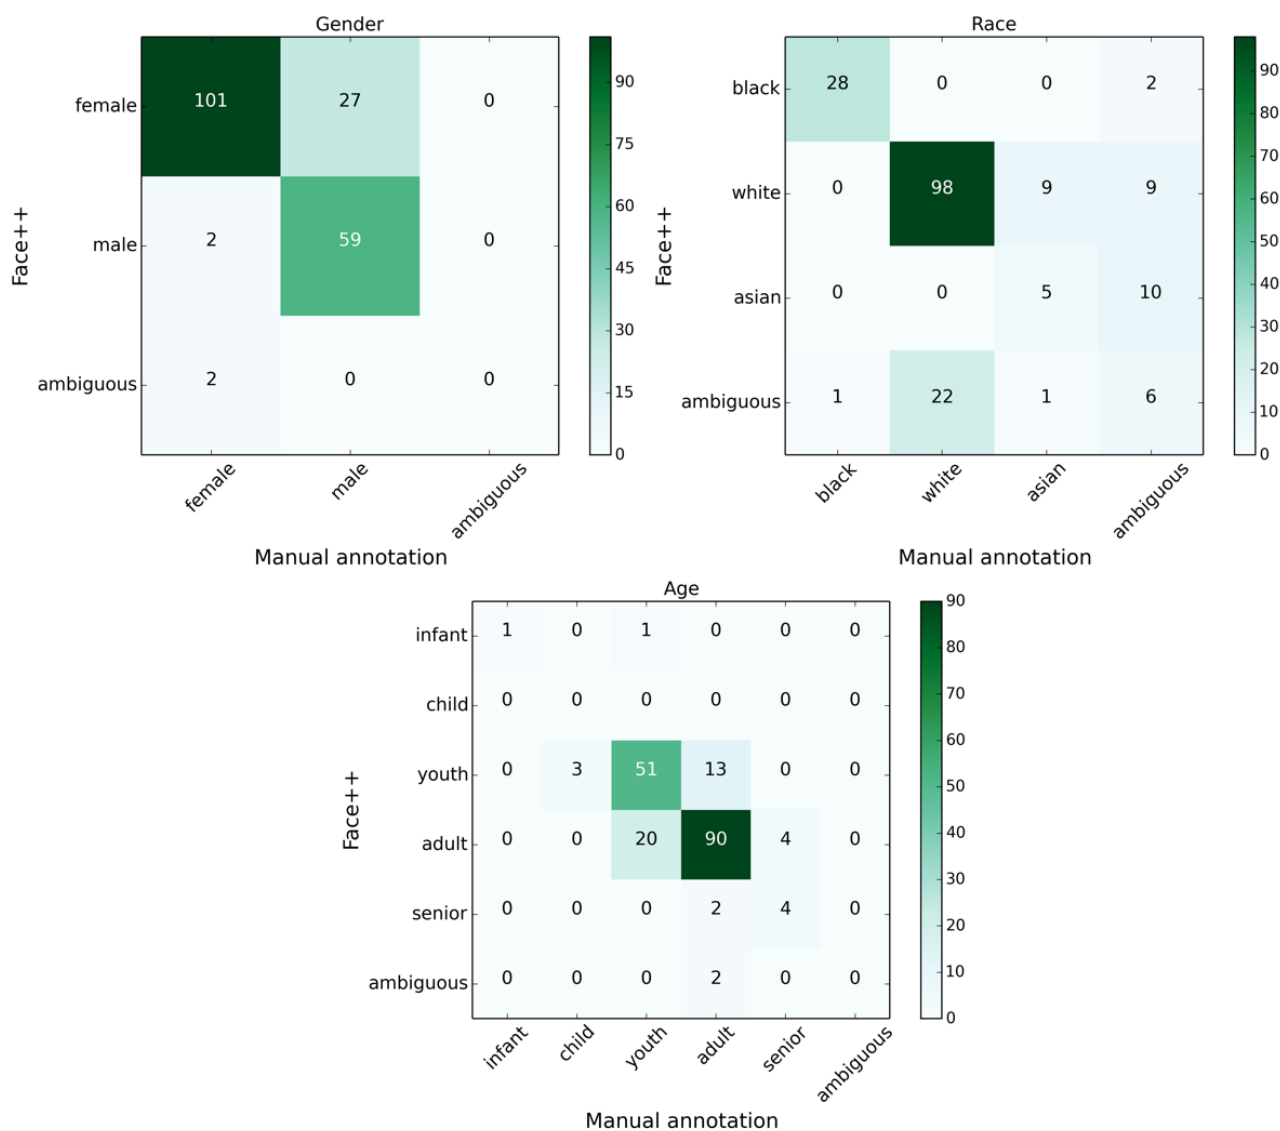 Gender
female 101 27 0
male 2 59 0
ambiguous 2 0 0
female male ambiguous
Manual annotation
Face++
90
75
60
45
30
15
0
Race
black 28 0 0 2
white 0 98 9 9
asian 0 0 5 10
ambiguous 1 22 1 6
black white asian ambiguous
Manual annotation
Face++
90
80
70
60
50
40
30
20
10
0
Age
infant 1 0 1 0 0 0
child 0 0 0 0 0 0
youth 0 3 51 13 0 0
adult 0 0 20 90 4 0
senior 0 0 0 2 4 0
ambiguous 0 0 0 2 0 0
infant child youth adult senior ambiguous
Manual annotation
Face++
90
80
70
60
50
40
30
20
10
0